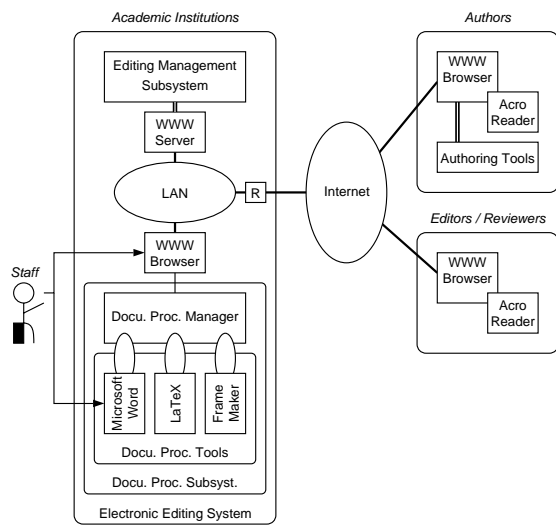 Academic Institutions
Editing Management
Subsystem
WWW
Server
LAN
R
WWW
Browser
Staff
Docu. Proc. Manager
Microsoft
Word
LaTeX
Frame
Maker
Docu. Proc. Tools
Docu. Proc. Subsyst.
Electronic Editing System
Internet
Authors
WWW
Browser
Acro
Reader
Authoring Tools
Editors / Reviewers
WWW
Browser
Acro
Reader